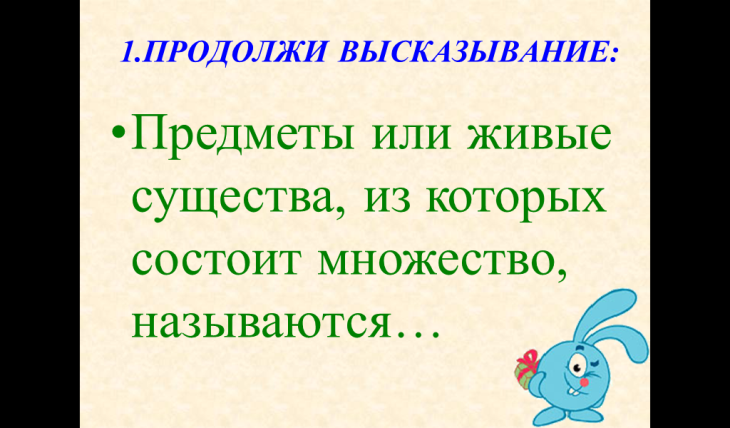 1.ПРОДОЛЖИ ВЫСКАЗЫВАНИЕ:
•Предметы или живые
существа, из которых
состоит множество,
называются…